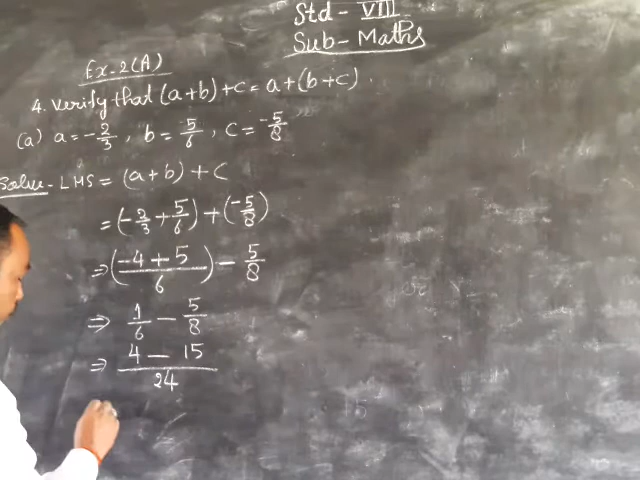 Std - VIII
Sub - Maths
Ex-2(A)
4. Verify that (a+b)+c = a+(b+c).
(a) a = -2/3, b = 5/6, c = -5/8
Solue - LHS = (a+b)+c
= (-2/3 + 5/6) + (-5/8)
⇒ (-4+5/6) - 5/8
⇒ 1/6 - 5/8
⇒ 4 - 15/24